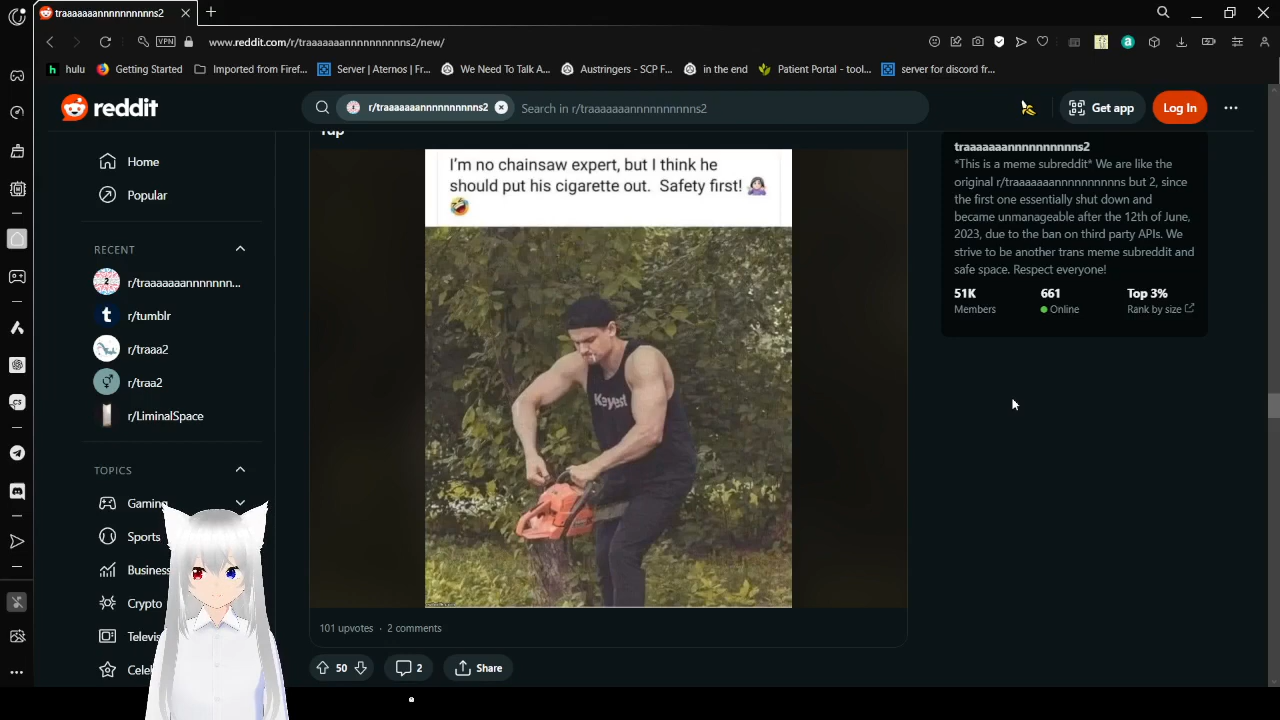 traaaaaaannnnnnnnnns2
www.reddit.com/r/traaaaaaannnnnnnnnns2/new/
VPN
hulu
Getting Started
Imported from Firef...
Server | Aternos | Fr...
We Need To Talk A...
Austringers - SCP F...
in the end
Patient Portal - tool...
server for discord fr...
reddit
r/traaaaaaannnnnnnnnns2
Search in r/traaaaaaannnnnnnnnns2
Get app
Log In
Home
Popular
RECENT
r/traaaaaaannnnnn...
r/tumblr
r/traaa2
r/traa2
r/LiminalSpace
TOPICS
Gaming
Sports
Business
Crypto
Televi
Celeb
Yup
I'm no chainsaw expert, but I think he
should put his cigarette out. Safety first! 🤷🏻‍♀️
🤣
101 upvotes · 2 comments
50
2
Share
traaaaaaannnnnnnnnns2
*This is a meme subreddit* We are like the
original r/traaaaaaannnnnnnnnns but 2, since
the first one essentially shut down and
became unmanageable after the 12th of June,
2023, due to the ban on third party APIs. We
strive to be another trans meme subreddit and
safe space. Respect everyone!
51K
Members
661
Online
Top 3%
Rank by size